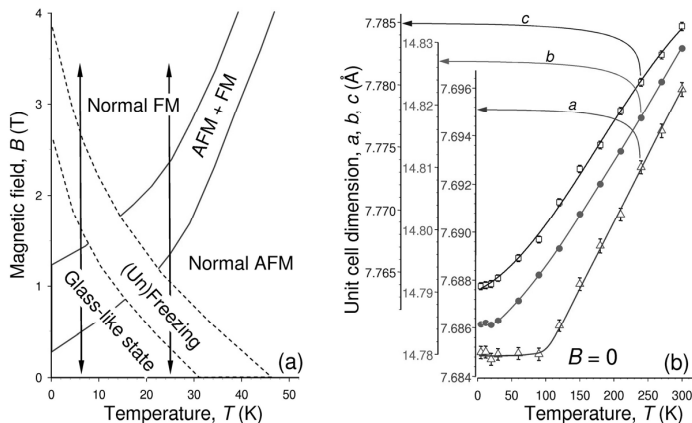 Magnetic field, B (T)
4
3
2
1
0
Normal FM
AFM + FM
Normal AFM
(Un)Freezing
Glass-like state
(a)
0 10 20 30 40 50
Temperature, T (K)
Unit cell dimension, a, b, c (Å)
7.785
7.780
7.775
7.770
7.765
14.83
14.82
14.81
14.80
14.79
14.78
7.696
7.694
7.692
7.690
7.688
7.686
7.684
c
b
a
B = 0
(b)
0 50 100 150 200 250 300
Temperature, T (K)